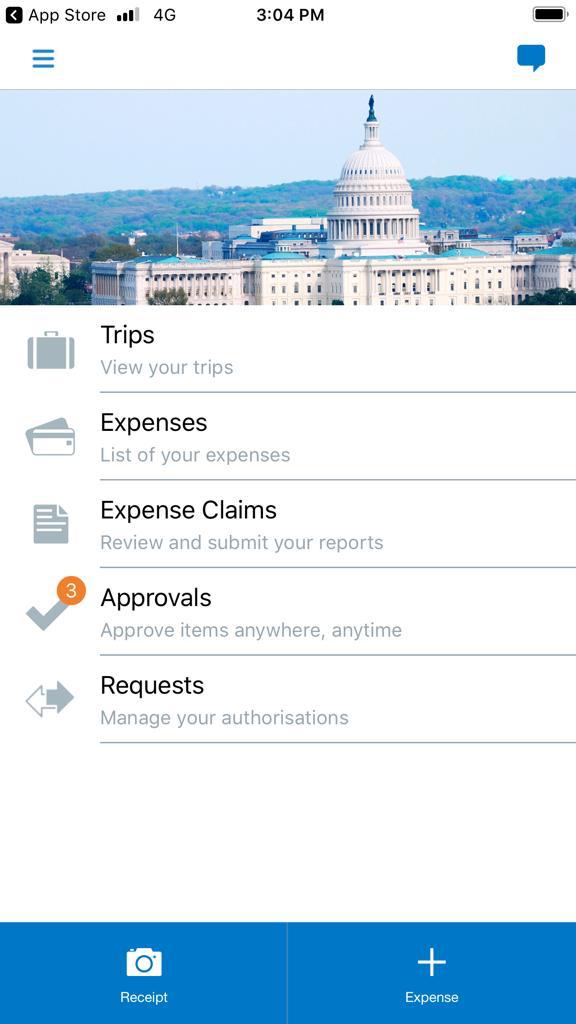 App Store 4G 3:04 PM
Trips
View your trips
Expenses
List of your expenses
Expense Claims
Review and submit your reports
3
Approvals
Approve items anywhere, anytime
Requests
Manage your authorisations
Receipt Expense